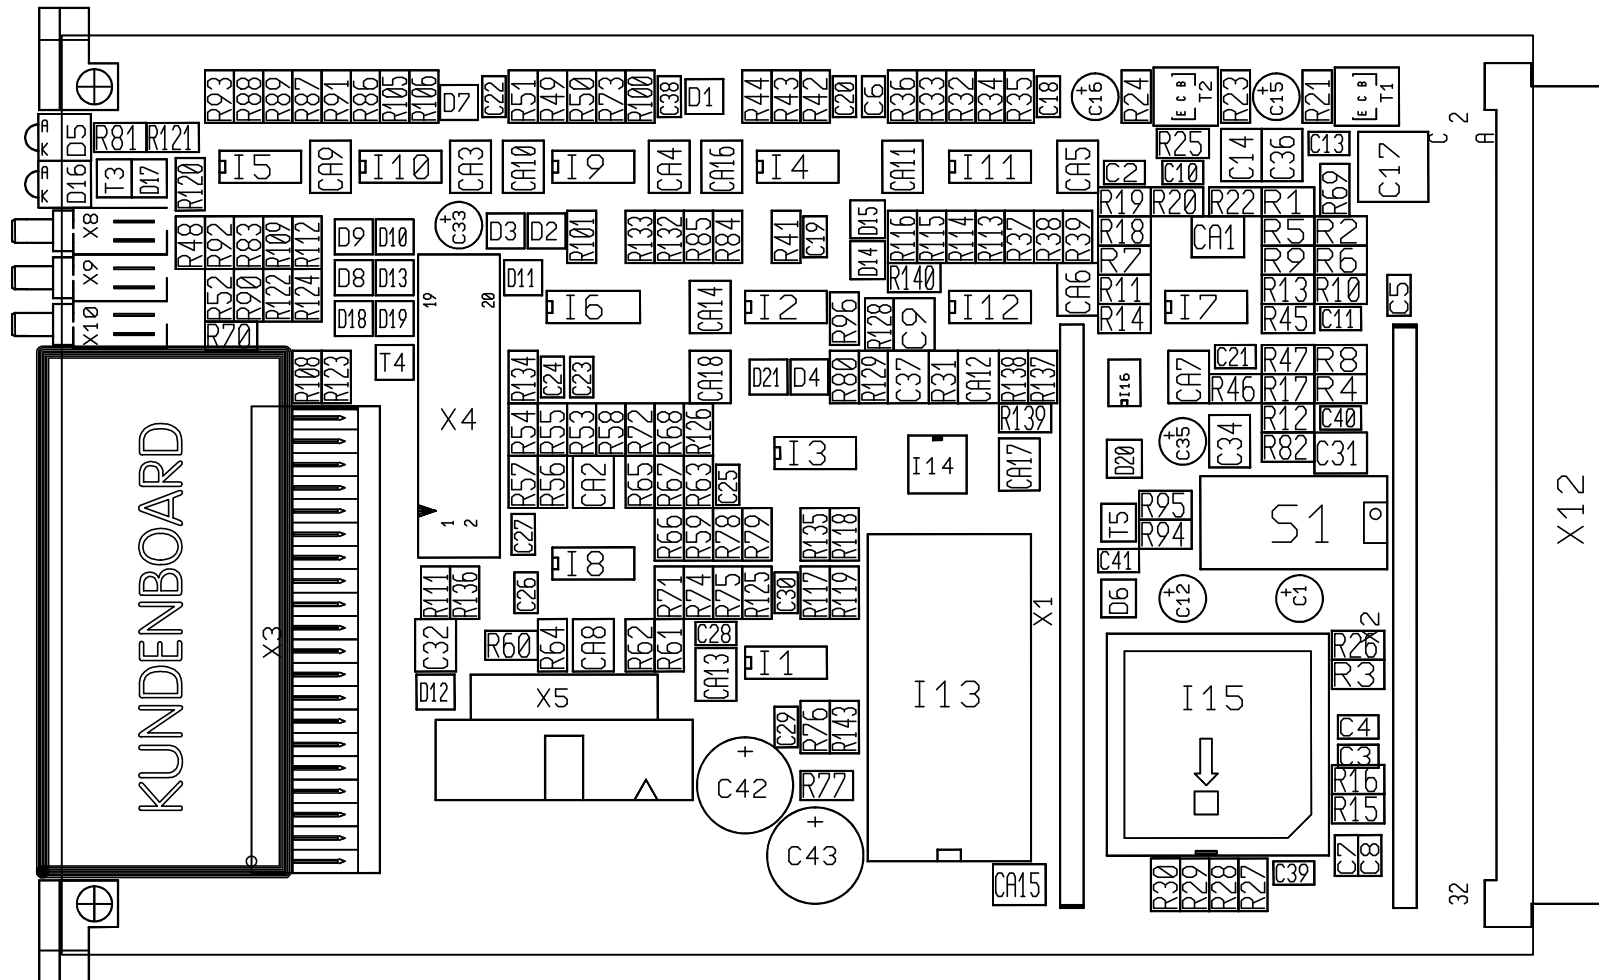 R93 R88 R89 R87 R91 R86 R105 R106 D7 C22 R51 R49 R50 R73 R100 C38 D1 R44 R43 R42 C20 C6 R36 R33 R32 R34 R35 C18 +C16 R24 E C B T2 R23 +C15 R21 E C B T1
A K D5 R81 R121 C 2 A
R25 C14 C36 C13 C17
A K D16 T3 D17 R120 I5 CA9 I10 CA3 CA10 I9 CA4 CA16 I4 CA11 I11 CA5 C2 C10 R69
R19 R20 R22 R1
X8 R48 R92 R83 R109 R112 D9 D10 +C33 D3 D2 R101 R133 R132 R85 R84 R41 C19 D15 R116 R115 R114 R113 R37 R38 R39 R18 CA1 R5 R2
D14 R7 R9 R6
X9 R52 R90 R122 R124 D8 D13 D11 R140 CA6 R11 R13 R10 C5
19 20 I6 CA14 I2 R96 R128 C9 I12 R14 I7 R45 C11
X10 R70 D18 D19
R108 R123 T4 R134 C24 C23 CA18 D21 D4 R80 R129 C37 R31 CA12 R138 R137 I16 CA7 C21 R47 R8
R46 R17 R4
X4 R54 R55 R53 R58 R72 R68 R126 R139 R12 C40
I3 I14 CA17 D20 +C35 C34 R82 C31
KUNDENBOARD R57 R56 CA2 R65 R67 R63 C25
1 2 C27 R66 R59 R78 R79 R135 R118 T5 R95 S1 X12
R94
I8 C41
R111 R136 C26 R71 R74 R75 R125 C30 R117 R119 X1 D6 +C12 +C1
X3 C32 R60 R64 CA8 R62 R61 C28 X2
R26
CA13 I1 R3
D12 X5 I13 I15
C29 R76 R143 C4
C3
+ C42 R77 R16
R15
+ C43 C7 C8
CA15 R30 R29 R28 R27 C39 32